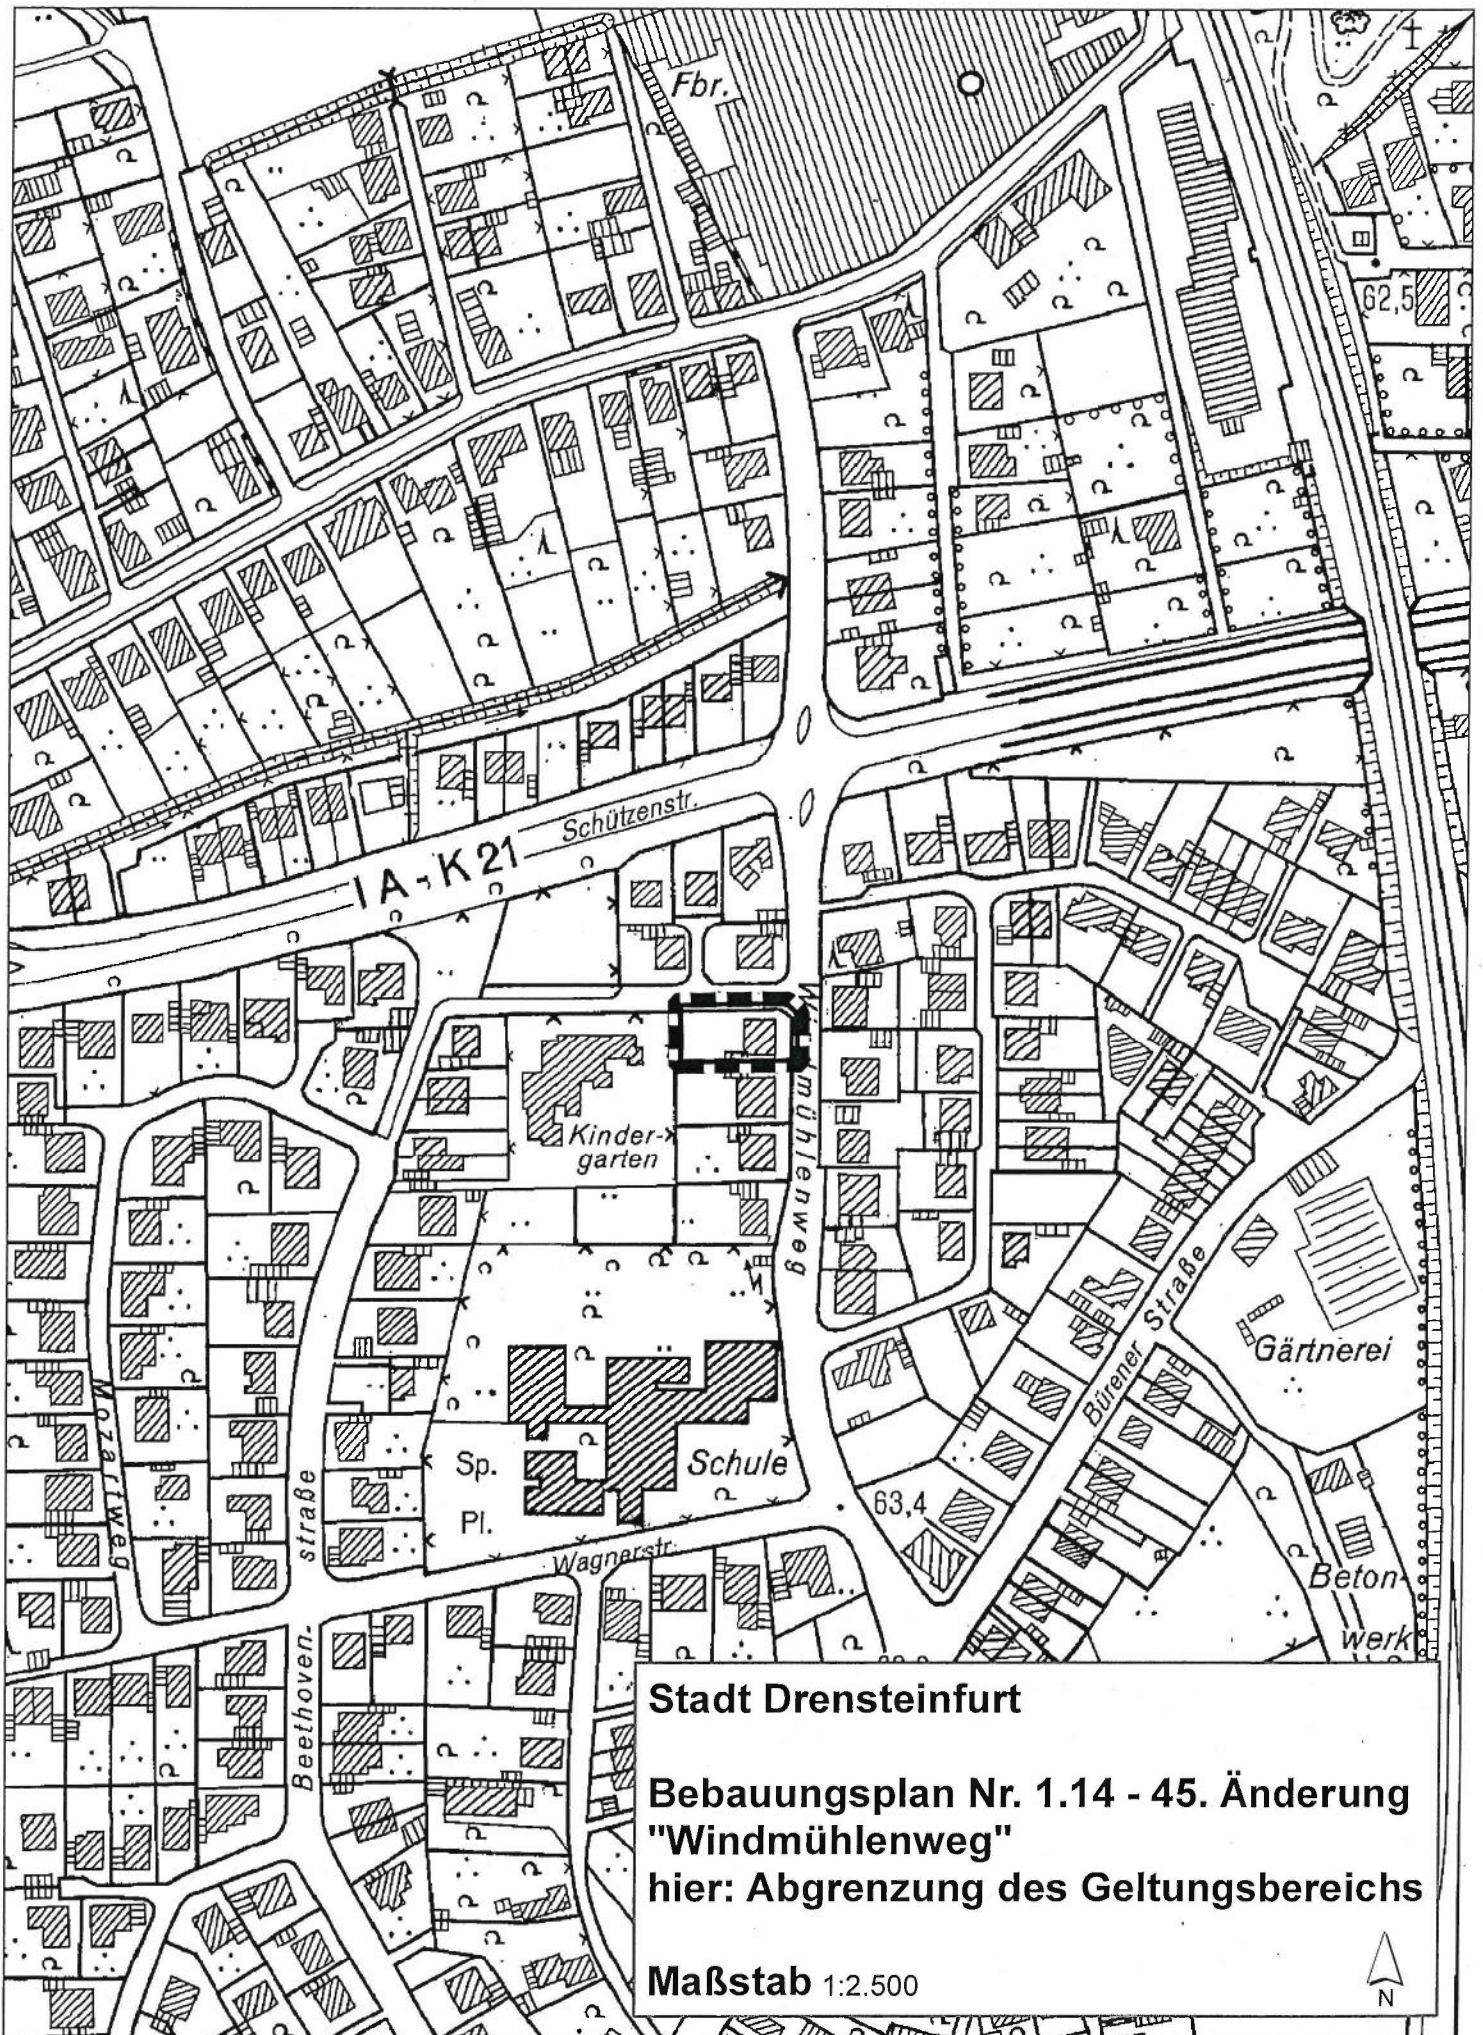 Fbr.
62,5
Schützenstr.
I A - K 21
Kinder-
garten
mühlenweg
Bürener Straße
Gärtnerei
Mozartweg
Sp.
Pl.
Schule
63,4
Wagnerstr.
Beethoven-
straße
Beton-
werk
Stadt Drensteinfurt
Bebauungsplan Nr. 1.14 - 45. Änderung
"Windmühlenweg"
hier: Abgrenzung des Geltungsbereichs
Maßstab 1:2.500
N